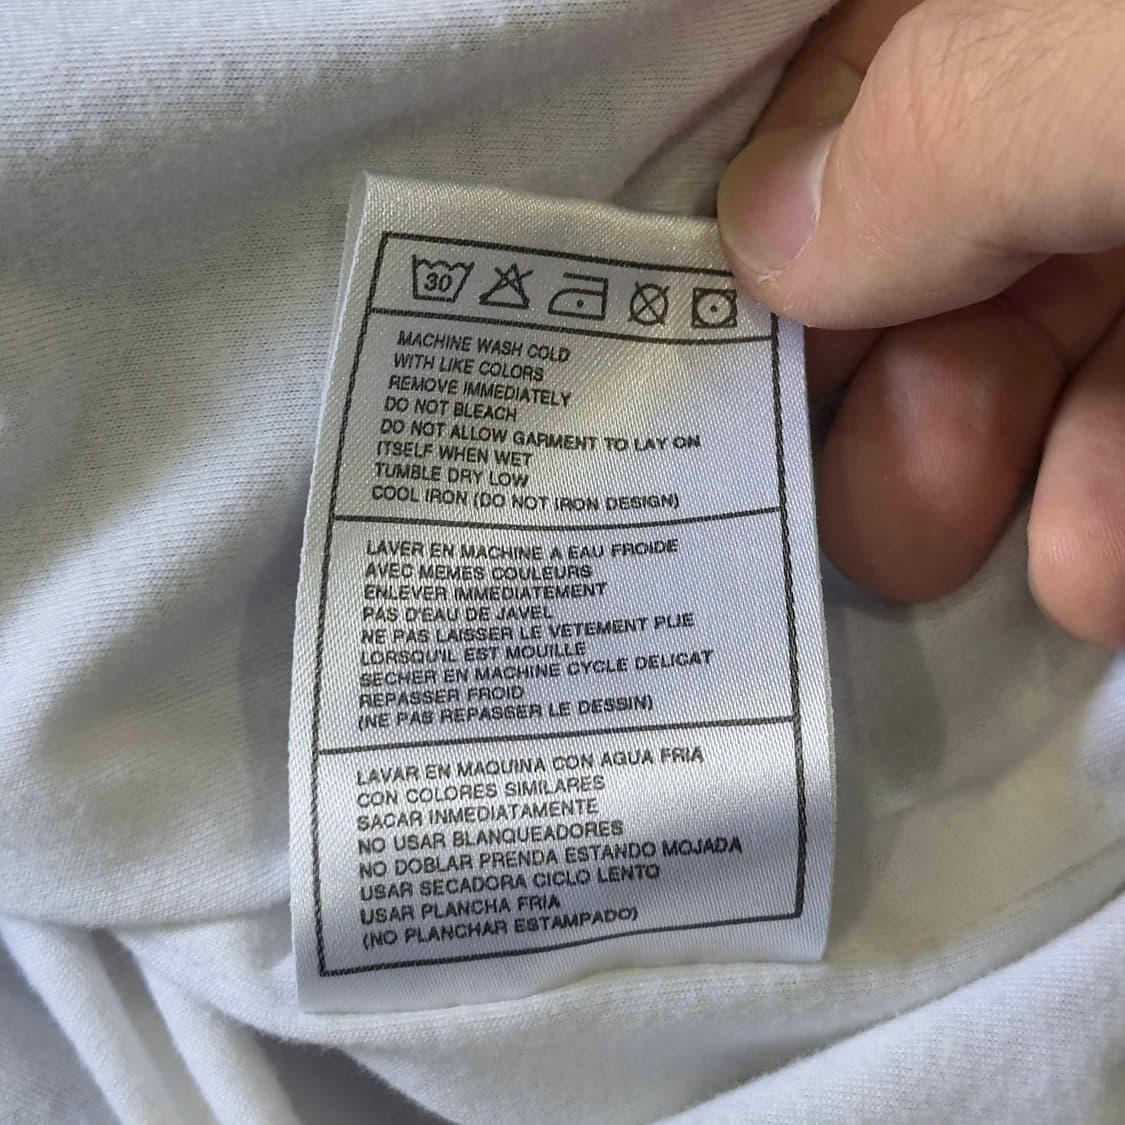 30
MACHINE WASH COLD
WITH LIKE COLORS
REMOVE IMMEDIATELY
DO NOT BLEACH
DO NOT ALLOW GARMENT TO LAY ON
ITSELF WHEN WET
TUMBLE DRY LOW
COOL IRON (DO NOT IRON DESIGN)
LAVER EN MACHINE A EAU FROIDE
AVEC MEMES COULEURS
ENLEVER IMMEDIATEMENT
PAS D'EAU DE JAVEL
NE PAS LAISSER LE VETEMENT PLIE
LORSQU'IL EST MOUILLE
SECHER EN MACHINE CYCLE DELICAT
REPASSER FROID
(NE PAS REPASSER LE DESSIN)
LAVAR EN MAQUINA CON AGUA FRIA
CON COLORES SIMILARES
SACAR INMEDIATAMENTE
NO USAR BLANQUEADORES
NO DOBLAR PRENDA ESTANDO MOJADA
USAR SECADORA CICLO LENTO
USAR PLANCHA FRIA
(NO PLANCHAR ESTAMPADO)